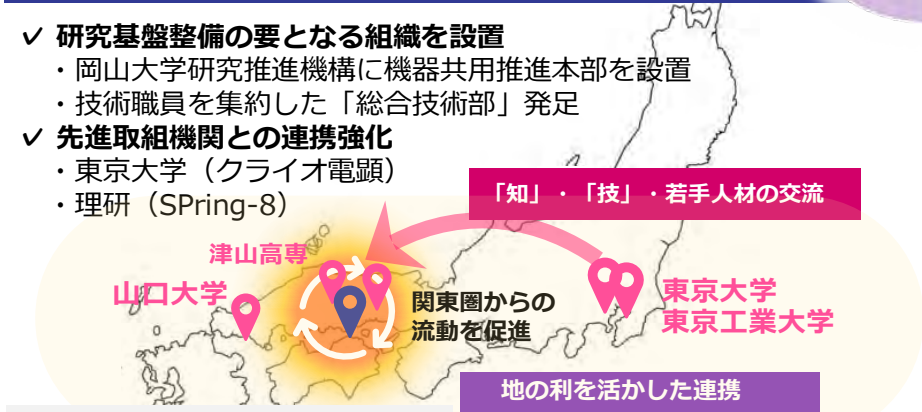 ✓ 研究基盤整備の要となる組織を設置
・岡山大学研究推進機構に機器共用推進本部を設置
・技術職員を集約した「総合技術部」発足
✓ 先進取組機関との連携強化
・東京大学（クライオ電顕）
・理研（SPring-8）
「知」・「技」・若手人材の交流
津山高専
山口大学
関東圏からの
流動を促進
東京大学
東京工業大学
地の利を活かした連携